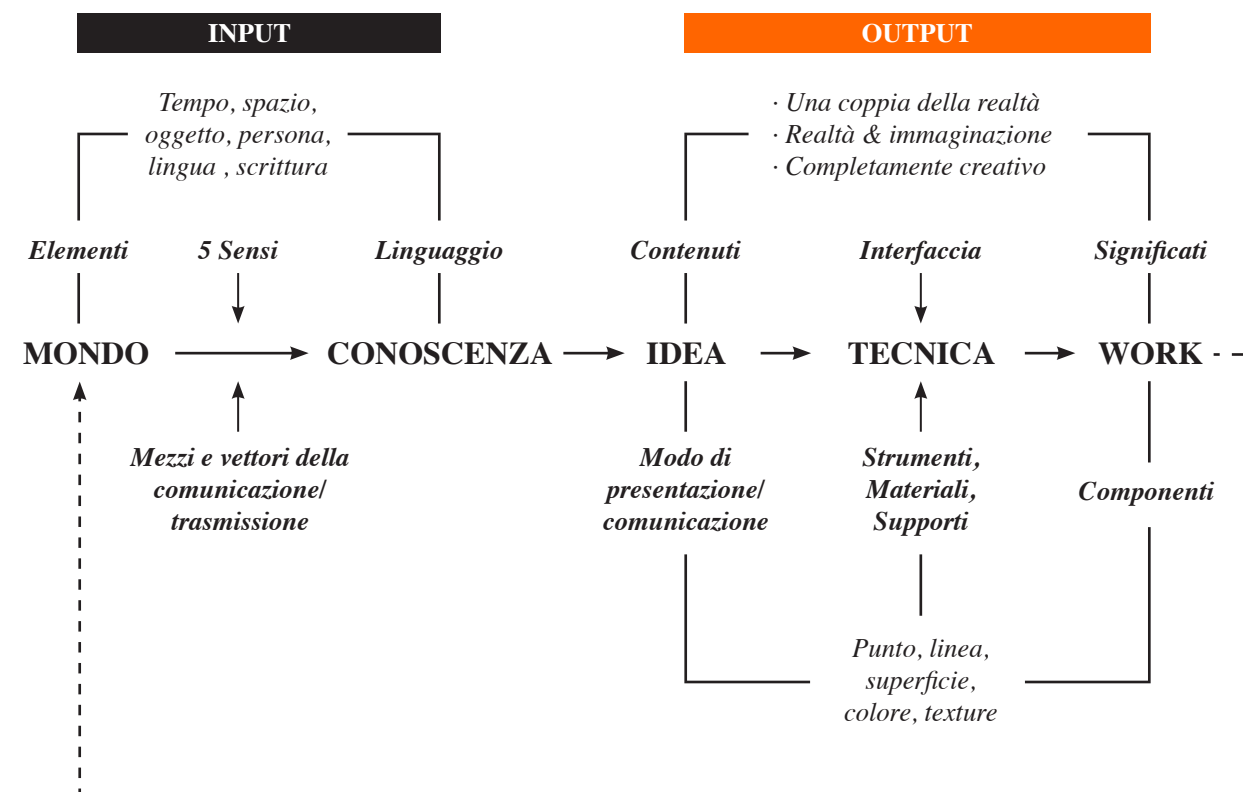 INPUT
OUTPUT
Tempo, spazio,
oggetto, persona,
lingua , scrittura
· Una coppia della realtà
· Realtà & immaginazione
· Completamente creativo
Elementi
5 Sensi
Linguaggio
Contenuti
Interfaccia
Significati
MONDO
CONOSCENZA
IDEA
TECNICA
WORK
Mezzi e vettori della
comunicazione/
trasmissione
Modo di
presentazione/
comunicazione
Strumenti,
Materiali,
Supporti
Componenti
Punto, linea,
superficie,
colore, texture